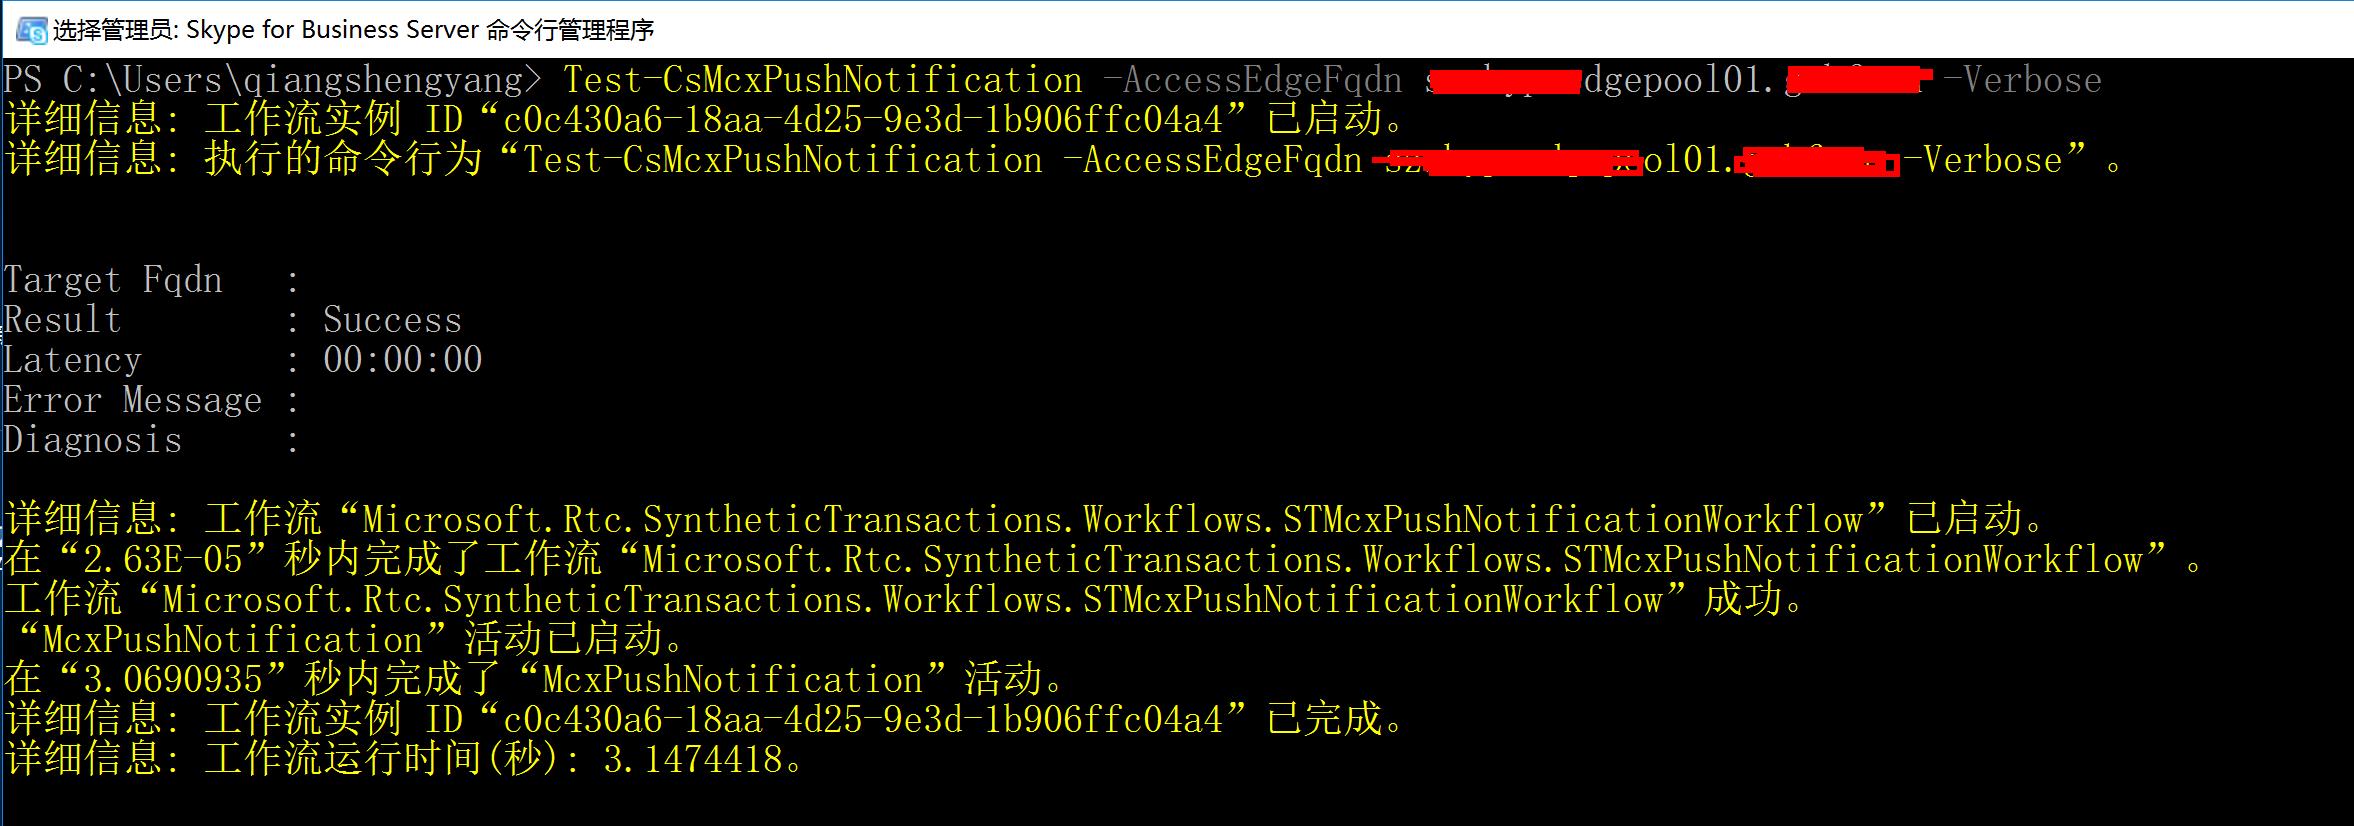 选择管理员: Skype for Business Server 命令行管理程序
PS C:\Users\qiangshengyang> Test-CsMcxPushNotification -AccessEdgeFqdn dgepool01. -Verbose
详细信息: 工作流实例 ID“c0c430a6-18aa-4d25-9e3d-1b906ffc04a4”已启动。
详细信息: 执行的命令行为“Test-CsMcxPushNotification -AccessEdgeFqdn ool01. -Verbose”。
Target Fqdn :
Result : Success
Latency : 00:00:00
Error Message :
Diagnosis :
详细信息: 工作流“Microsoft.Rtc.SyntheticTransactions.Workflows.STMcxPushNotificationWorkflow”已启动。
在“2.63E-05”秒内完成了工作流“Microsoft.Rtc.SyntheticTransactions.Workflows.STMcxPushNotificationWorkflow”。
工作流“Microsoft.Rtc.SyntheticTransactions.Workflows.STMcxPushNotificationWorkflow”成功。
“McxPushNotification”活动已启动。
在“3.0690935”秒内完成了“McxPushNotification”活动。
详细信息: 工作流实例 ID“c0c430a6-18aa-4d25-9e3d-1b906ffc04a4”已完成。
详细信息: 工作流运行时间(秒): 3.1474418。